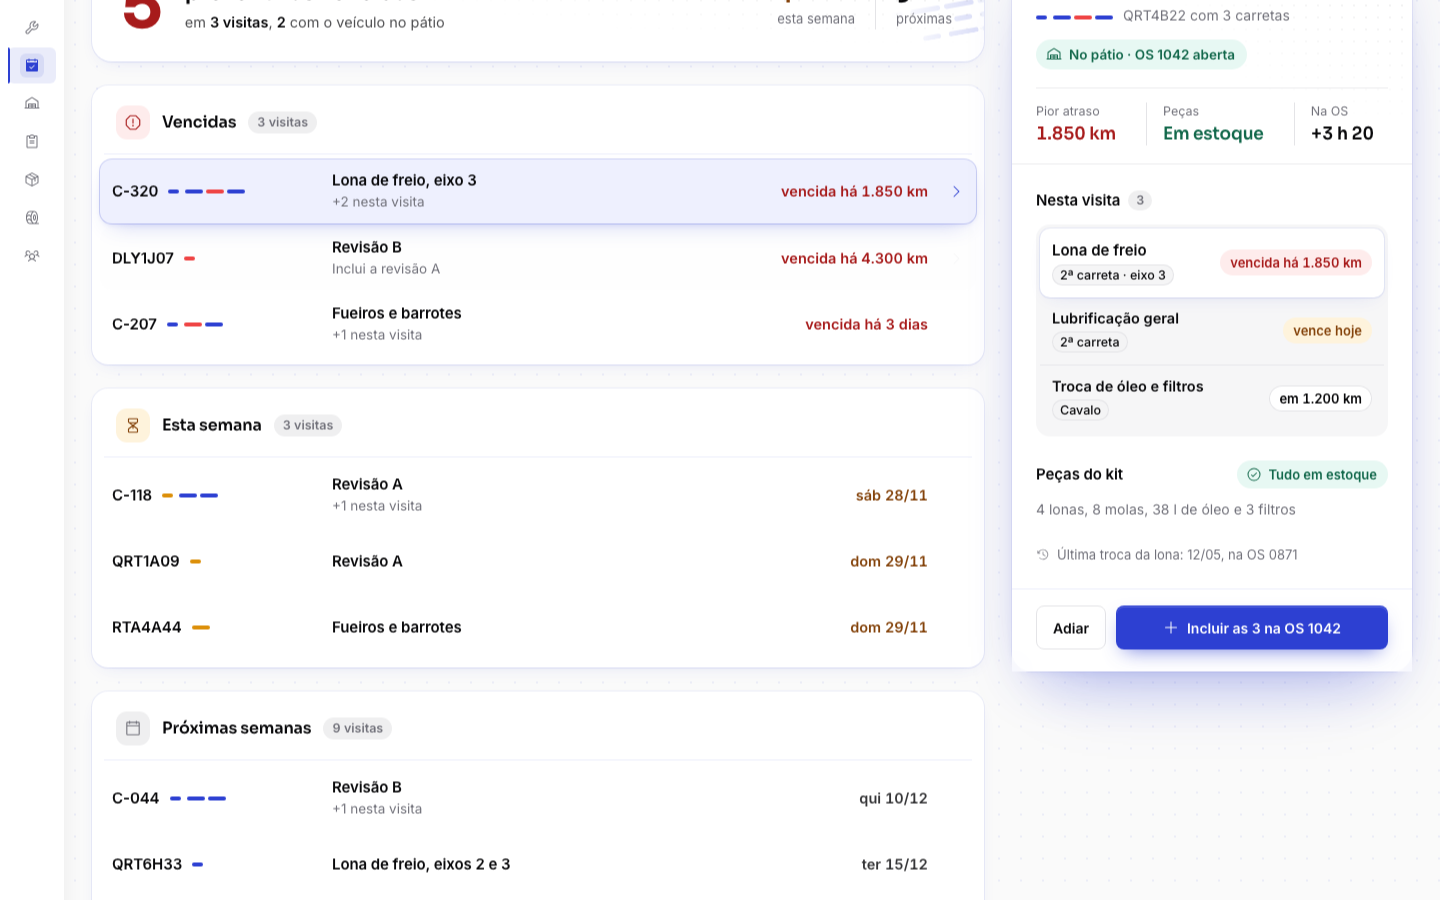 5
em 3 visitas, 2 com o veículo no pátio
esta semana
próximas
Vencidas
3 visitas
C-320
Lona de freio, eixo 3
+2 nesta visita
vencida há 1.850 km
DLY1J07
Revisão B
Inclui a revisão A
vencida há 4.300 km
C-207
Fueiros e barrotes
+1 nesta visita
vencida há 3 dias
Esta semana
3 visitas
C-118
Revisão A
+1 nesta visita
sáb 28/11
QRT1A09
Revisão A
dom 29/11
RTA4A44
Fueiros e barrotes
dom 29/11
Próximas semanas
9 visitas
C-044
Revisão B
+1 nesta visita
qui 10/12
QRT6H33
Lona de freio, eixos 2 e 3
ter 15/12
QRT4B22 com 3 carretas
No pátio · OS 1042 aberta
Pior atraso
1.850 km
Peças
Em estoque
Na OS
+3 h 20
Nesta visita
3
Lona de freio
2ª carreta · eixo 3
vencida há 1.850 km
Lubrificação geral
2ª carreta
vence hoje
Troca de óleo e filtros
Cavalo
em 1.200 km
Peças do kit
Tudo em estoque
4 lonas, 8 molas, 38 l de óleo e 3 filtros
Última troca da lona: 12/05, na OS 0871
Adiar
Incluir as 3 na OS 1042